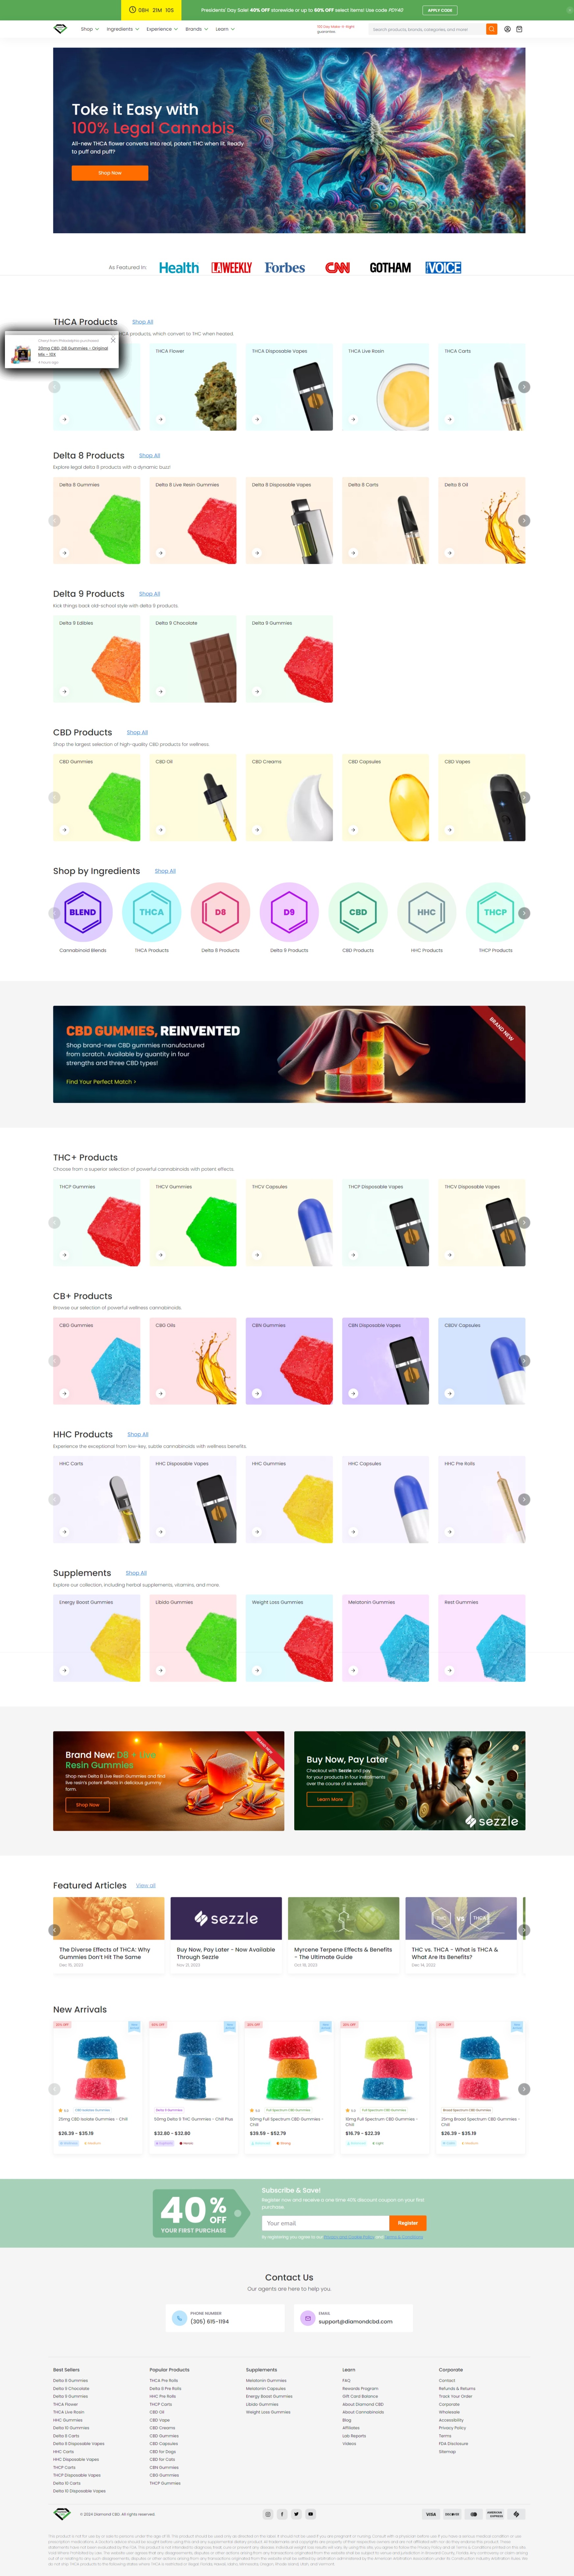 08H 21M 10S
Presidents' Day Sale! 40% OFF storewide or up to 60% OFF select items! Use code PDY40!
APPLY CODE
Shop
Ingredients
Experience
Brands
Learn
Search products, brands, categories, and more
Toke it Easy with
100% Legal Cannabis
All-new THCA flower converts into real, potent THC when lit. Ready
to puff and puff?
Shop Now
As Featured In:
Health
LA WEEKLY
Forbes
CNN
GOTHAM
VOICE
THCA Products
Shop All
THCA products, which convert to THC when heated.
25mg CBD, D8 Gummies - Original
Mix - 10X
THCA Flower
THCA Disposable Vapes
THCA Live Rosin
THCA Carts
Delta 8 Products
Shop All
Explore legal delta 8 products with a dynamic buzz!
Delta 8 Gummies
Delta 8 Live Resin Gummies
Delta 8 Disposable Vapes
Delta 8 Carts
Delta 8 Oil
Delta 9 Products
Shop All
Kick things back old-school style with delta 9 products.
Delta 9 Edibles
Delta 9 Chocolate
Delta 9 Gummies
CBD Products
Shop All
Shop the largest selection of high-quality CBD products for wellness.
CBD Gummies
CBD Oil
CBD Creams
CBD Capsules
CBD Vapes
Shop by Ingredients
Shop All
BLEND
THCA
D8
D9
CBD
HHC
THCP
Cannabinoid Blends
THCA Products
Delta 8 Products
Delta 9 Products
CBD Products
HHC Products
THCP Products
CBD GUMMIES, REINVENTED
Shop brand-new CBD gummies manufactured
from scratch. Available by quantity in four
strengths and three CBD types!
Find Your Perfect Match >
BRAND NEW
THC+ Products
Choose from a superior selection of powerful cannabinoids with potent effects.
THCP Gummies
THCV Gummies
THCV Capsules
THCP Disposable Vapes
THCV Disposable Vapes
CB+ Products
Browse our selection of powerful wellness cannabinoids.
CBG Gummies
CBG Oils
CBN Gummies
CBN Disposable Vapes
CBDV Capsules
HHC Products
Shop All
Experience the exceptional from low-key, subtle cannabinoids with wellness benefits.
HHC Carts
HHC Disposable Vapes
HHC Gummies
HHC Capsules
HHC Pre Rolls
Supplements
Shop All
Explore our collection, including herbal supplements, vitamins, and more.
Energy Boost Gummies
Libido Gummies
Weight Loss Gummies
Melatonin Gummies
Rest Gummies
Brand New: D8 + Live
Resin Gummies
Shop new Delta 8 Live Resin Gummies and find
live resin's effects in delicious gummy
form.
Shop Now
Buy Now, Pay Later
Checkout with Sezzle and pay
for your products in four installments
over the course of six weeks!
Learn More
sezzle
Featured Articles
View all
sezzle
THC VS THCA
The Diverse Effects of THCA: Why
Gummies Don't Hit The Same
Dec 15, 2023
Buy Now, Pay Later - Now Available
Through Sezzle
Nov 21, 2023
Myrcene Terpene Effects & Benefits
- The Ultimate Guide
Oct 18, 2023
THC vs. THCA - What is THCA &
What Are Its Benefits?
New Arrivals
25mg CBD Isolate Gummies - Chill
$26.39 - $35.19
50mg Delta 9 THC Gummies - Chill Plus
$32.80 - $32.80
50mg Full Spectrum CBD Gummies -
Chill
$39.59 - $52.79
10mg Full Spectrum CBD Gummies -
Chill
$16.79 - $22.39
25mg Broad Spectrum CBD Gummies -
Chill
$26.39 - $35.19
40% OFF
YOUR FIRST PURCHASE
Subscribe & Save!
Register now and receive a one time 40% discount coupon on your first
purchase.
Your email
Register
Contact Us
Our agents are here to help you.
PHONE NUMBER
(305) 615-1194
EMAIL
support@diamondcbd.com
Best Sellers
Delta 8 Gummies
Delta 9 Chocolate
Delta 9 Gummies
THCA Flower
THCA Live Rosin
HHC Gummies
Delta 10 Gummies
Delta 8 Carts
Delta 8 Disposable Vapes
HHC Carts
HHC Disposable Vapes
THCP Carts
THCP Disposable Vapes
Delta 10 Carts
Delta 10 Disposable Vapes
Popular Products
THCA Pre Rolls
Delta 8 Pre Rolls
HHC Pre Rolls
THCP Carts
CBD Oil
CBD Vape
CBD Creams
CBD Gummies
CBD Capsules
CBD for Dogs
CBD for Cats
CBN Gummies
CBG Gummies
THCP Gummies
Supplements
Melatonin Gummies
Melatonin Capsules
Energy Boost Gummies
Libido Gummies
Weight Loss Gummies
Learn
FAQ
Rewards Program
Gift Card Balance
About Diamond CBD
About Cannabinoids
Blog
Affiliates
Lab Reports
Videos
Corporate
Contact
Refunds & Returns
Track Your Order
Corporate
Wholesale
Accessibility
Privacy Policy
Terms
FDA Disclosure
Sitemap
© 2024 Diamond CBD. All rights reserved.
VISA
AMERICAN EXPRESS